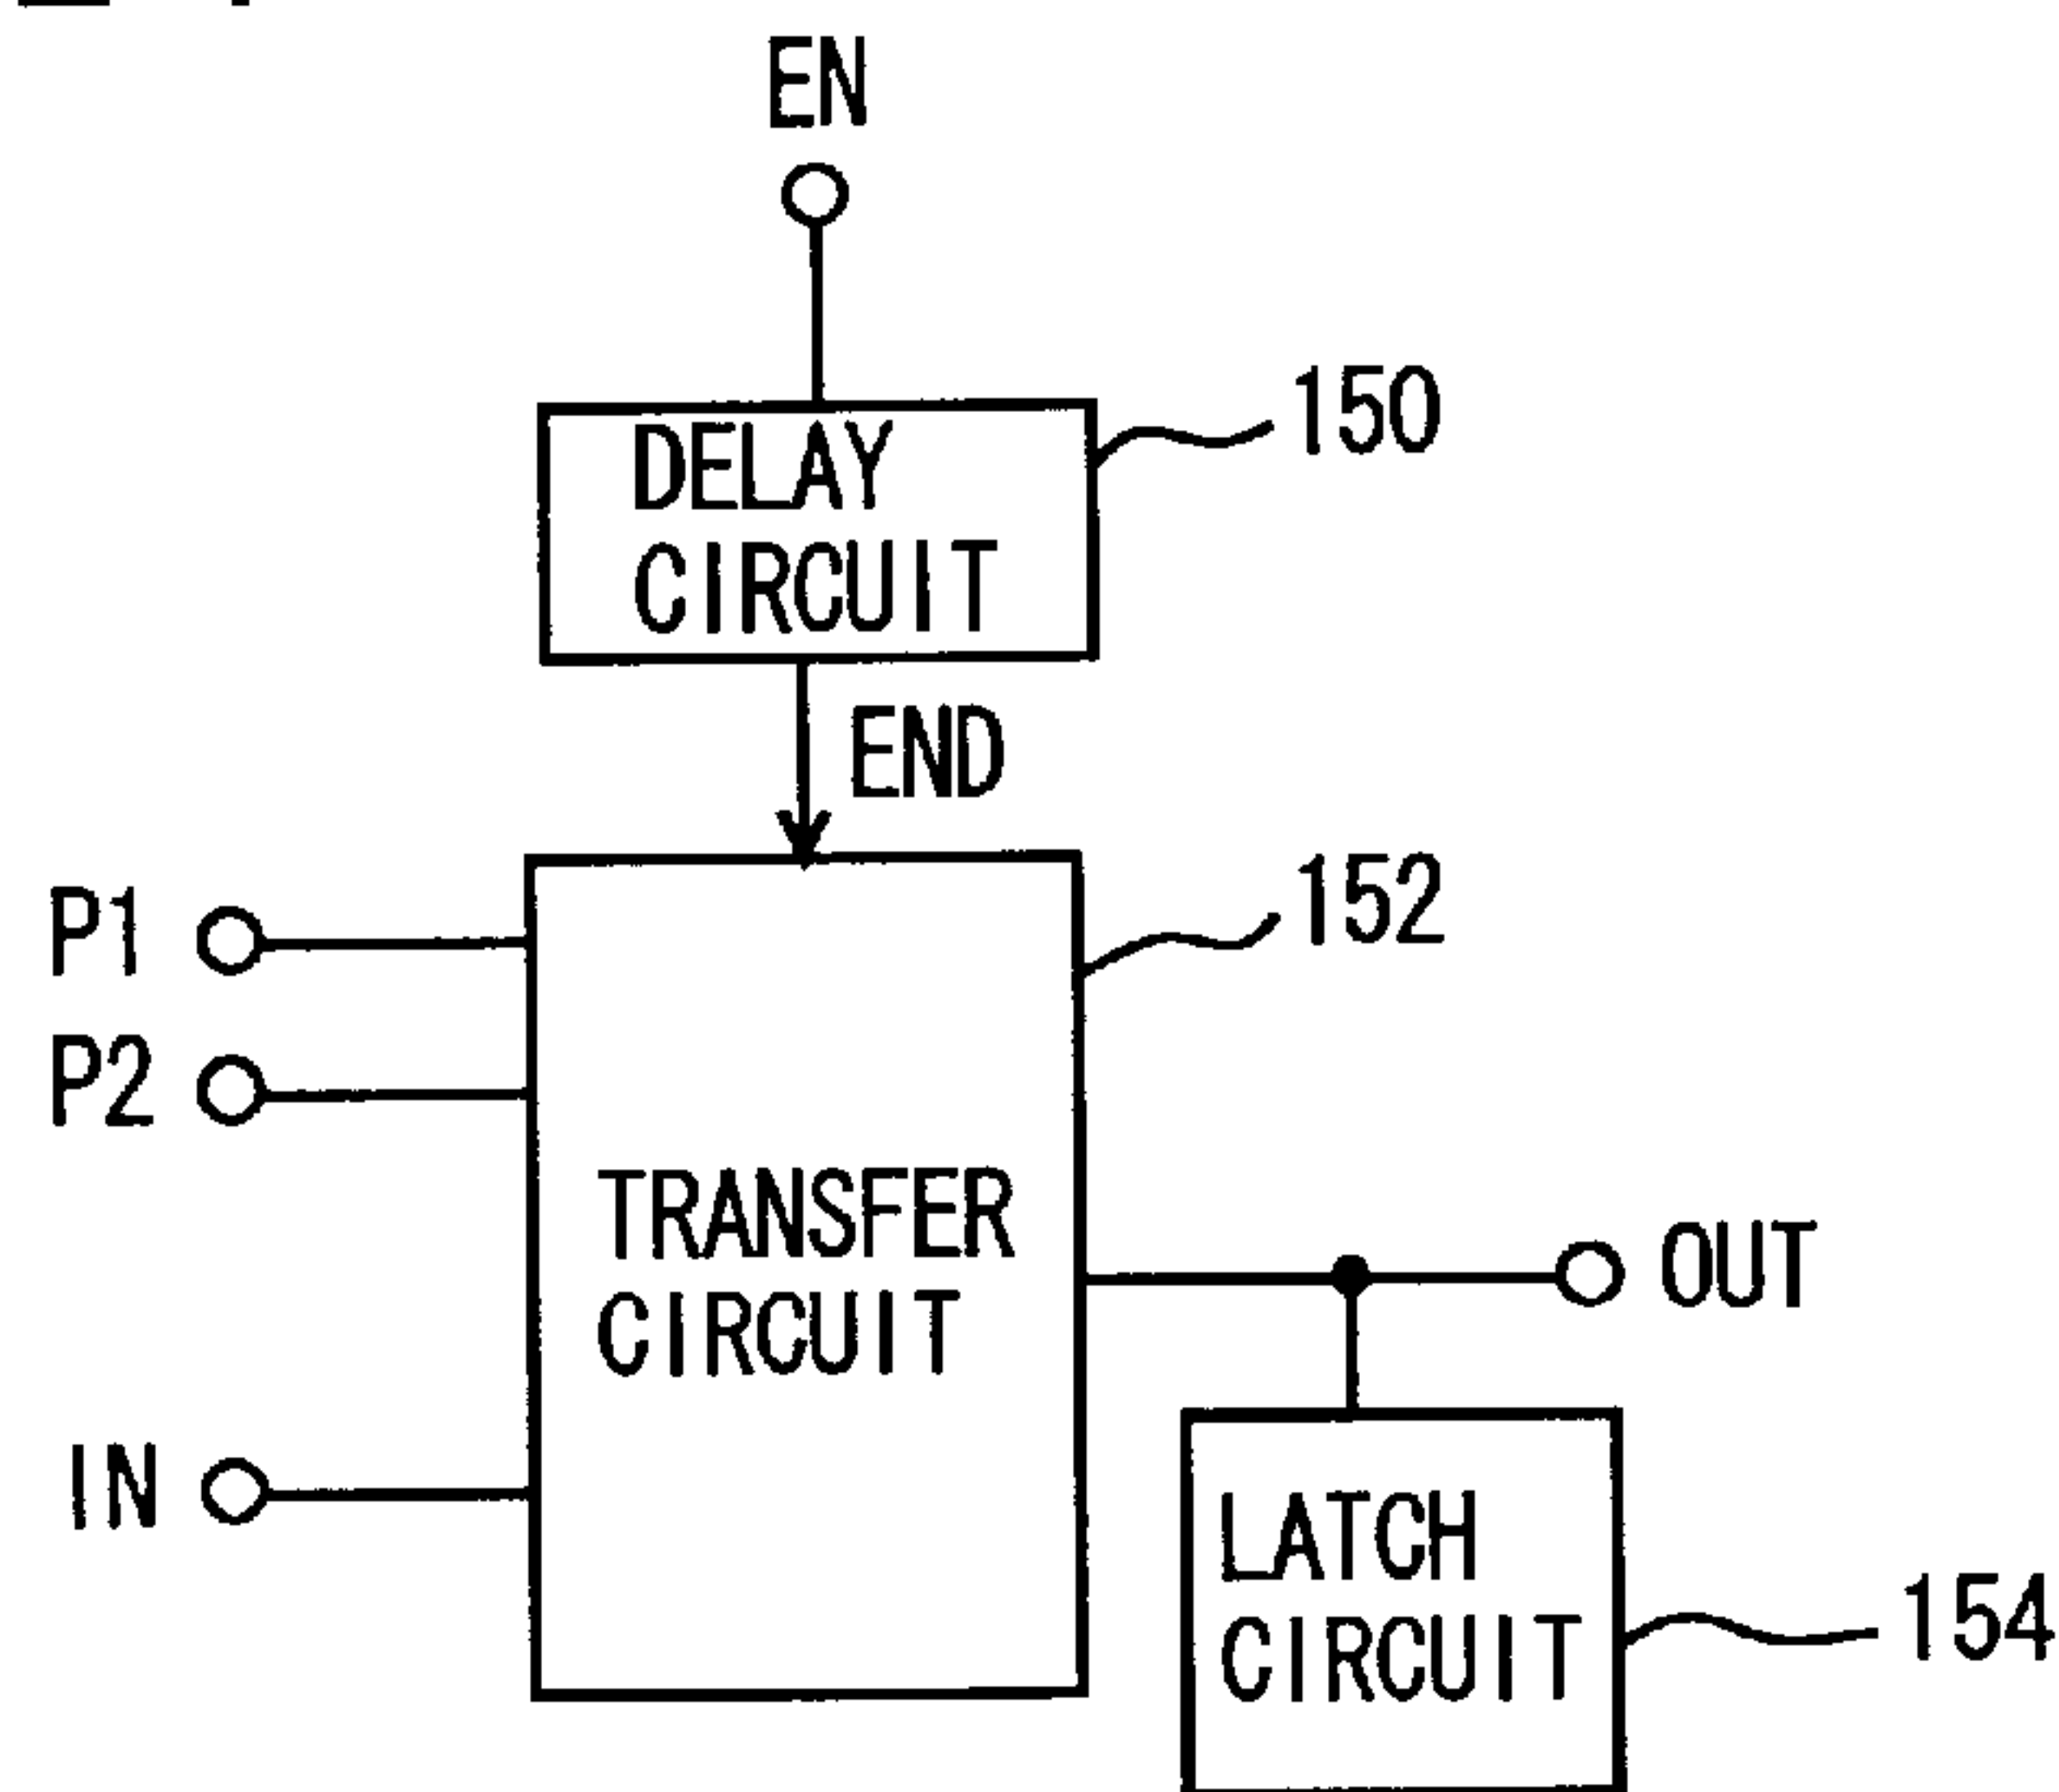 EN
DELAY
CIRCUIT
150
END
P1
152
P2
TRANSFER
CIRCUIT
OUT
IN
LATCH
CIRCUIT
154